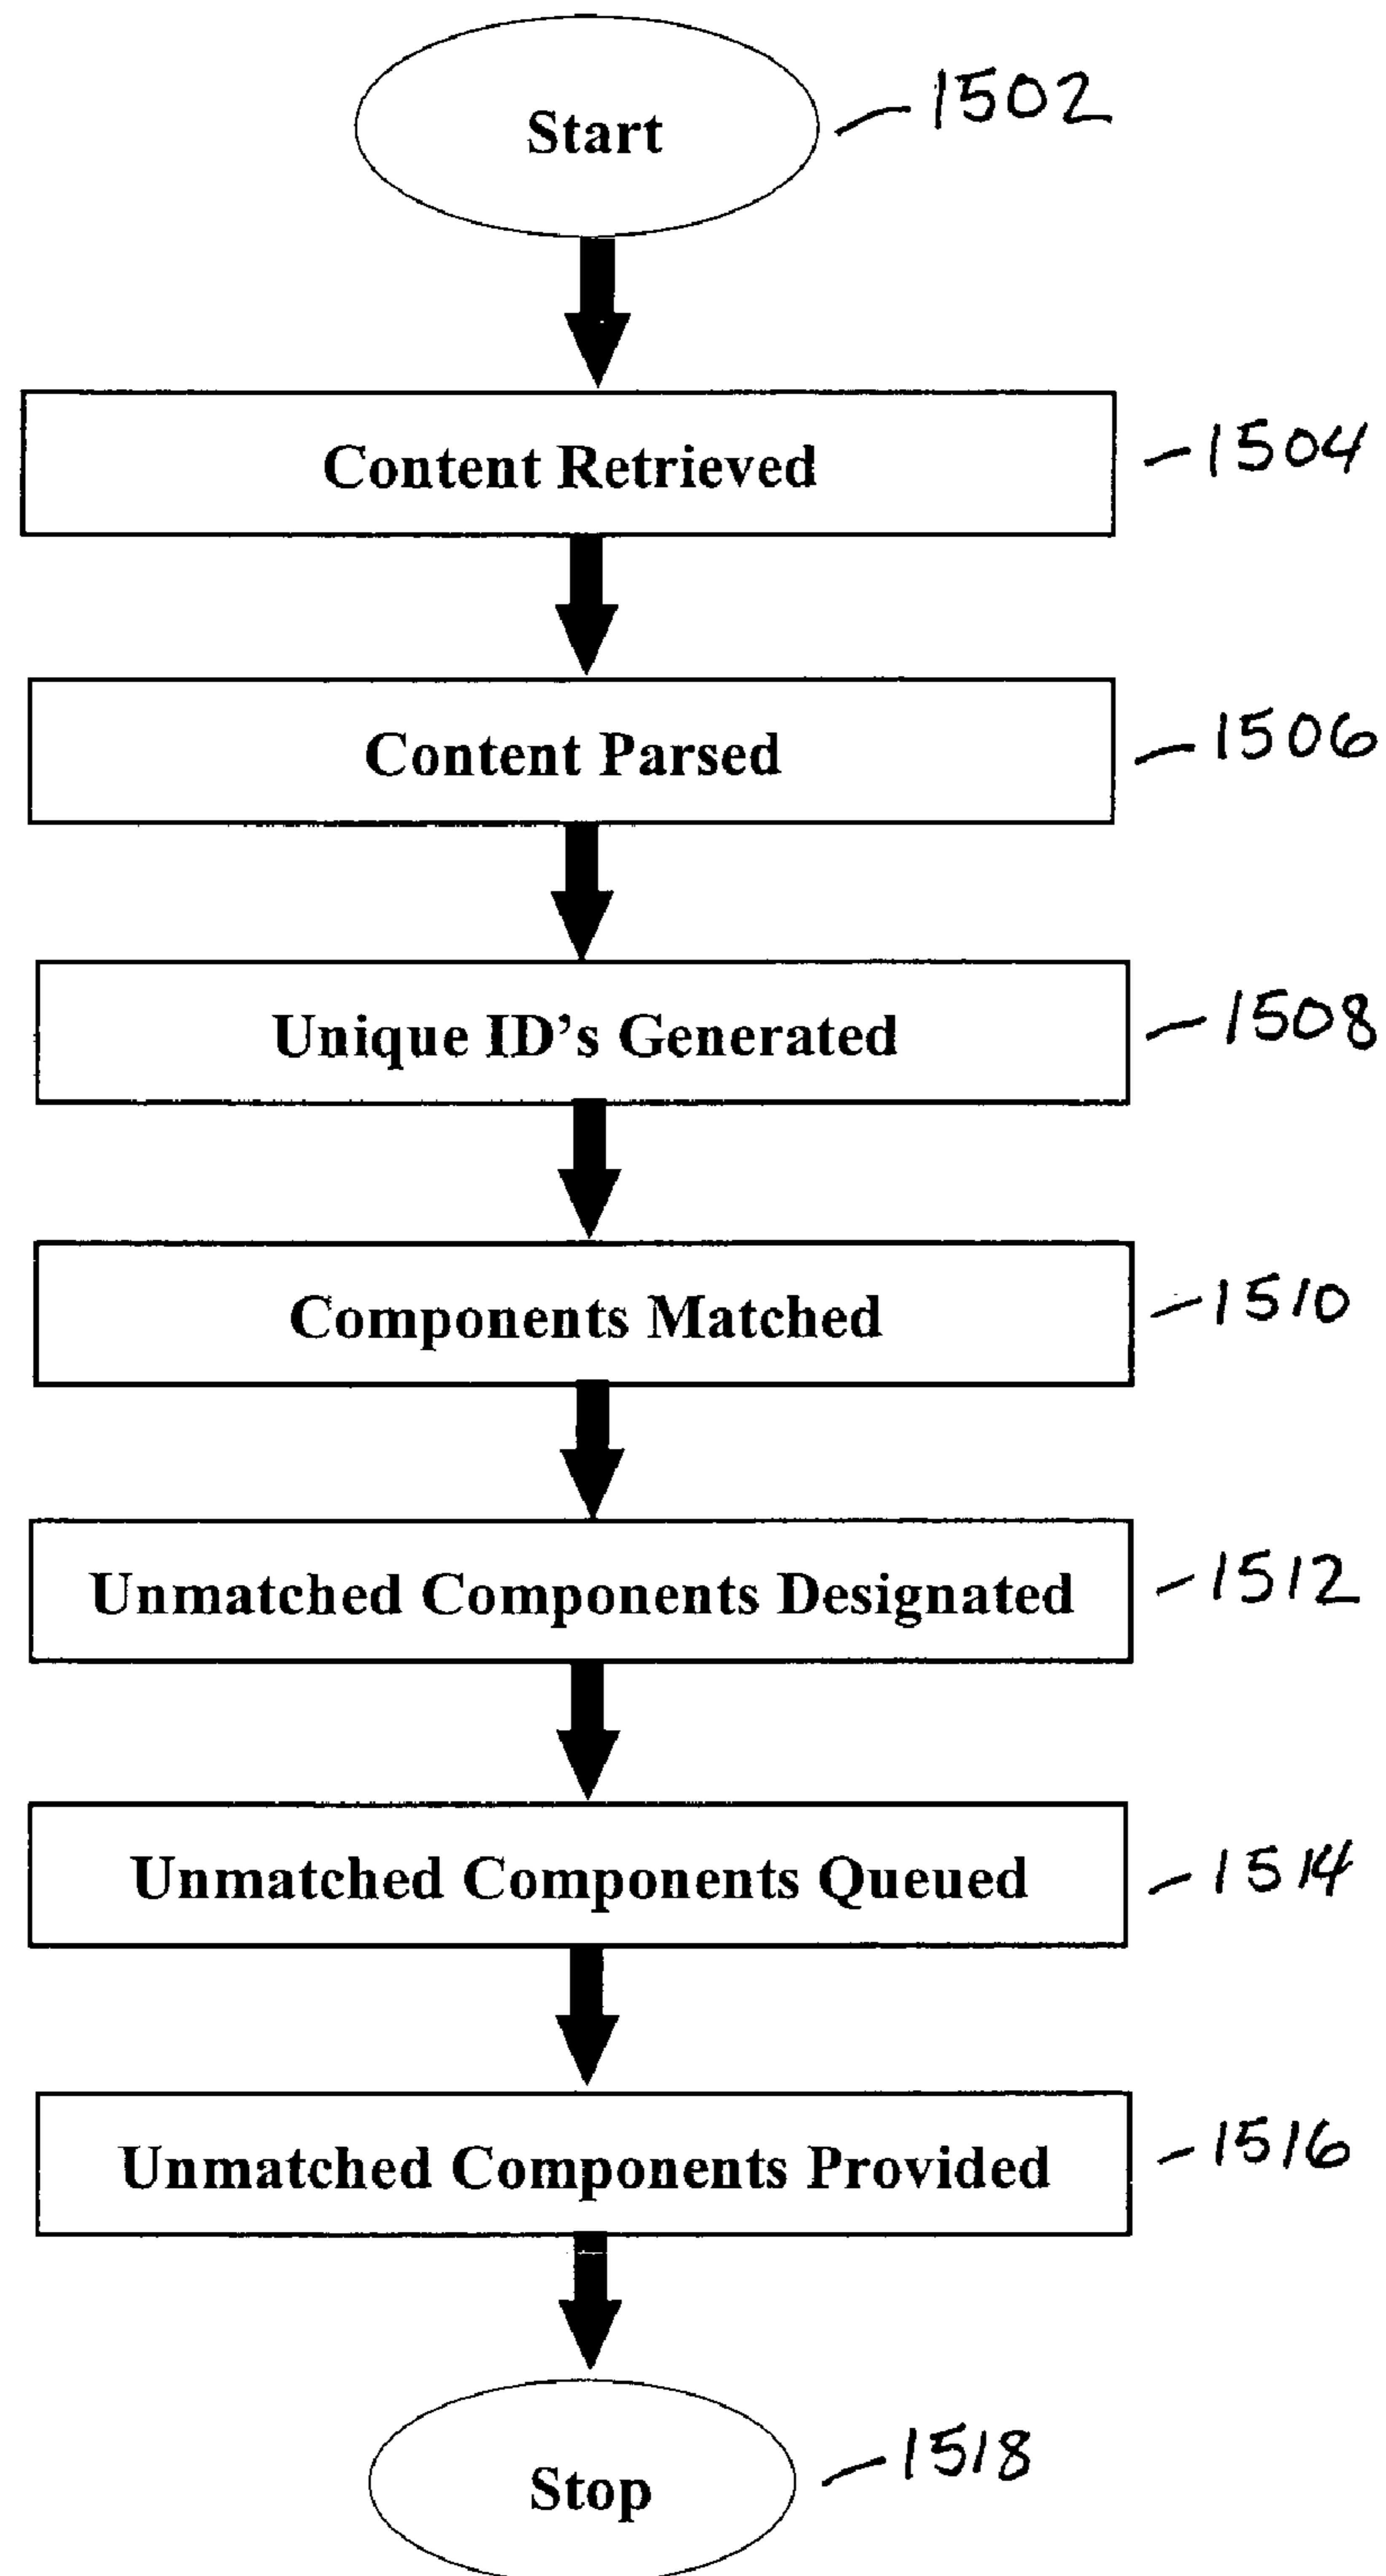 Start 1502
Content Retrieved 1504
Content Parsed 1506
Unique ID's Generated 1508
Components Matched 1510
Unmatched Components Designated 1512
Unmatched Components Queued 1514
Unmatched Components Provided 1516
Stop 1518